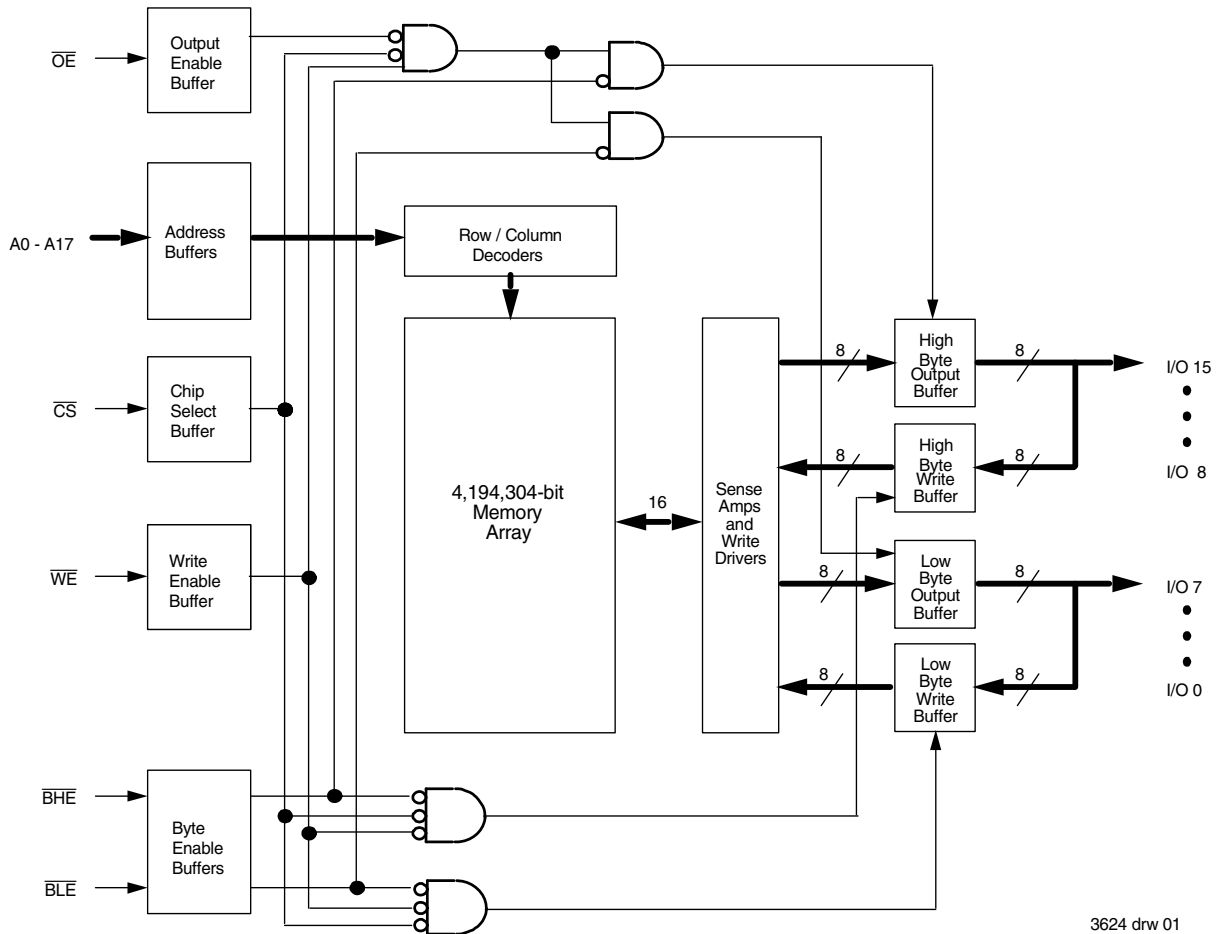 OE
Output
Enable
Buffer
A0 - A17
Address
Buffers
Row / Column
Decoders
CS
Chip
Select
Buffer
WE
Write
Enable
Buffer
4,194,304-bit
Memory
Array
16
Sense
Amps
and
Write
Drivers
8
High
Byte
Output
Buffer
8
I/O 15
8
High
Byte
Write
Buffer
8
I/O 8
8
Low
Byte
Output
Buffer
8
I/O 7
8
Low
Byte
Write
Buffer
8
I/O 0
BHE
Byte
Enable
Buffers
BLE
3624 drw 01